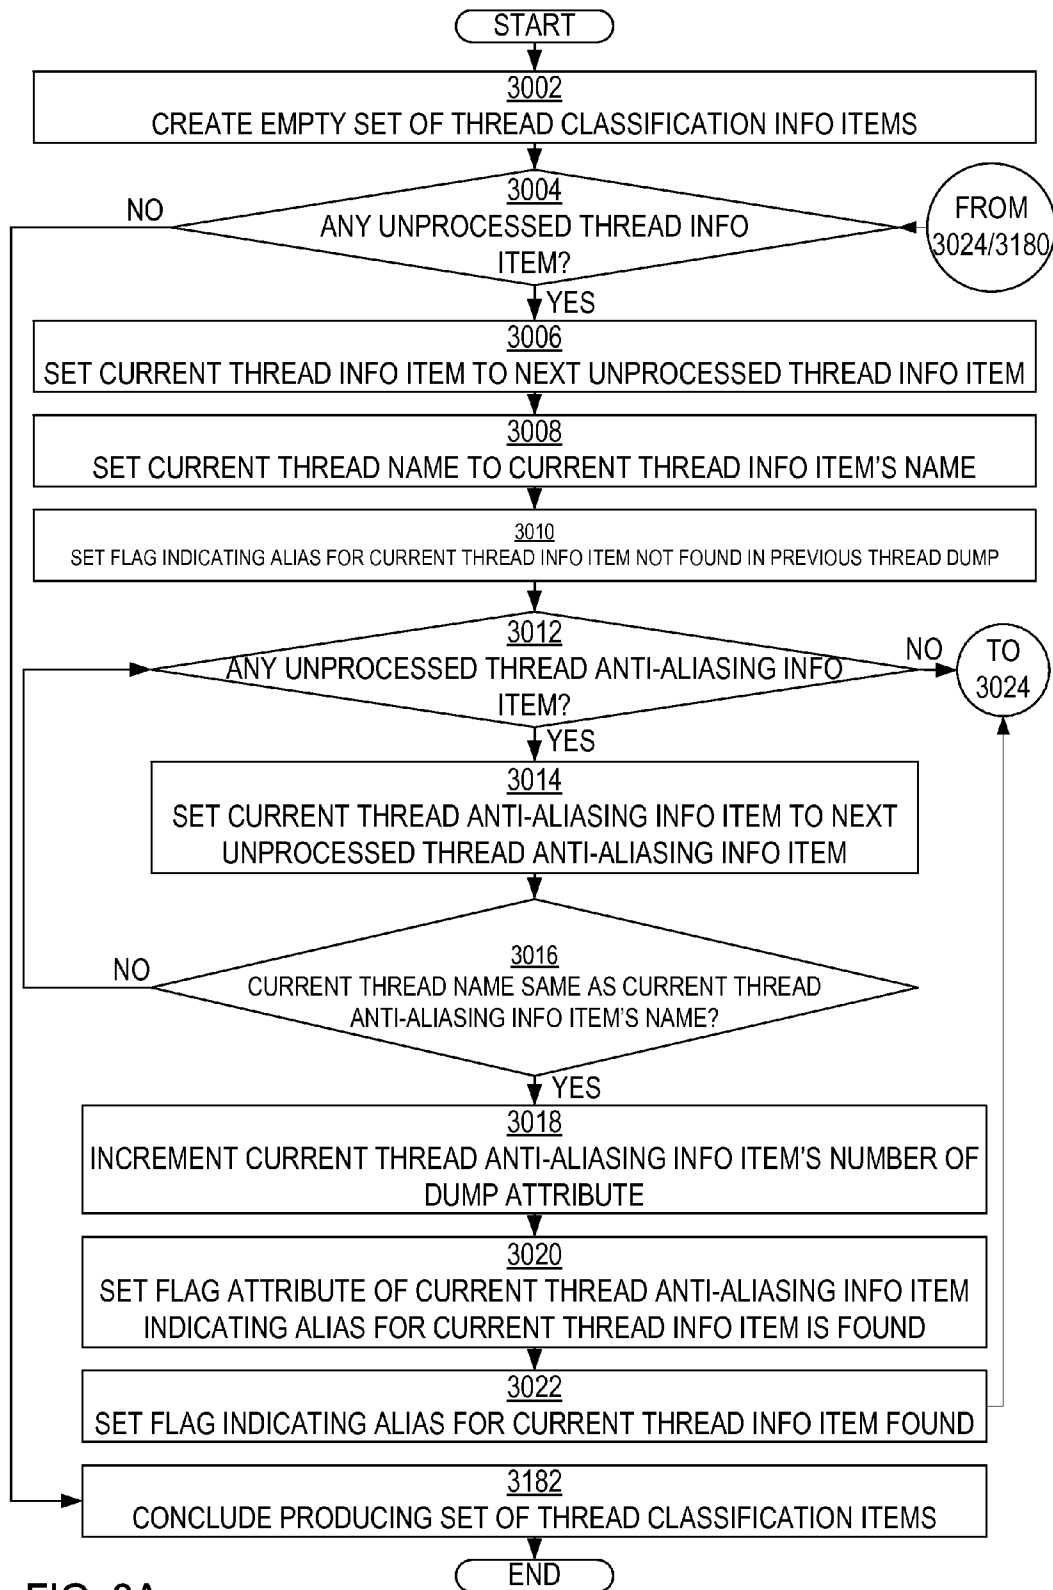 START
3002
CREATE EMPTY SET OF THREAD CLASSIFICATION INFO ITEMS
3004
ANY UNPROCESSED THREAD INFO
ITEM?
NO
FROM
3024/3180
YES
3006
SET CURRENT THREAD INFO ITEM TO NEXT UNPROCESSED THREAD INFO ITEM
3008
SET CURRENT THREAD NAME TO CURRENT THREAD INFO ITEM'S NAME
3010
SET FLAG INDICATING ALIAS FOR CURRENT THREAD INFO ITEM NOT FOUND IN PREVIOUS THREAD DUMP
3012
ANY UNPROCESSED THREAD ANTI-ALIASING INFO
ITEM?
NO
TO
3024
YES
3014
SET CURRENT THREAD ANTI-ALIASING INFO ITEM TO NEXT
UNPROCESSED THREAD ANTI-ALIASING INFO ITEM
3016
CURRENT THREAD NAME SAME AS CURRENT THREAD
ANTI-ALIASING INFO ITEM'S NAME?
NO
YES
3018
INCREMENT CURRENT THREAD ANTI-ALIASING INFO ITEM'S NUMBER OF
DUMP ATTRIBUTE
3020
SET FLAG ATTRIBUTE OF CURRENT THREAD ANTI-ALIASING INFO ITEM
INDICATING ALIAS FOR CURRENT THREAD INFO ITEM IS FOUND
3022
SET FLAG INDICATING ALIAS FOR CURRENT THREAD INFO ITEM FOUND
3182
CONCLUDE PRODUCING SET OF THREAD CLASSIFICATION ITEMS
END